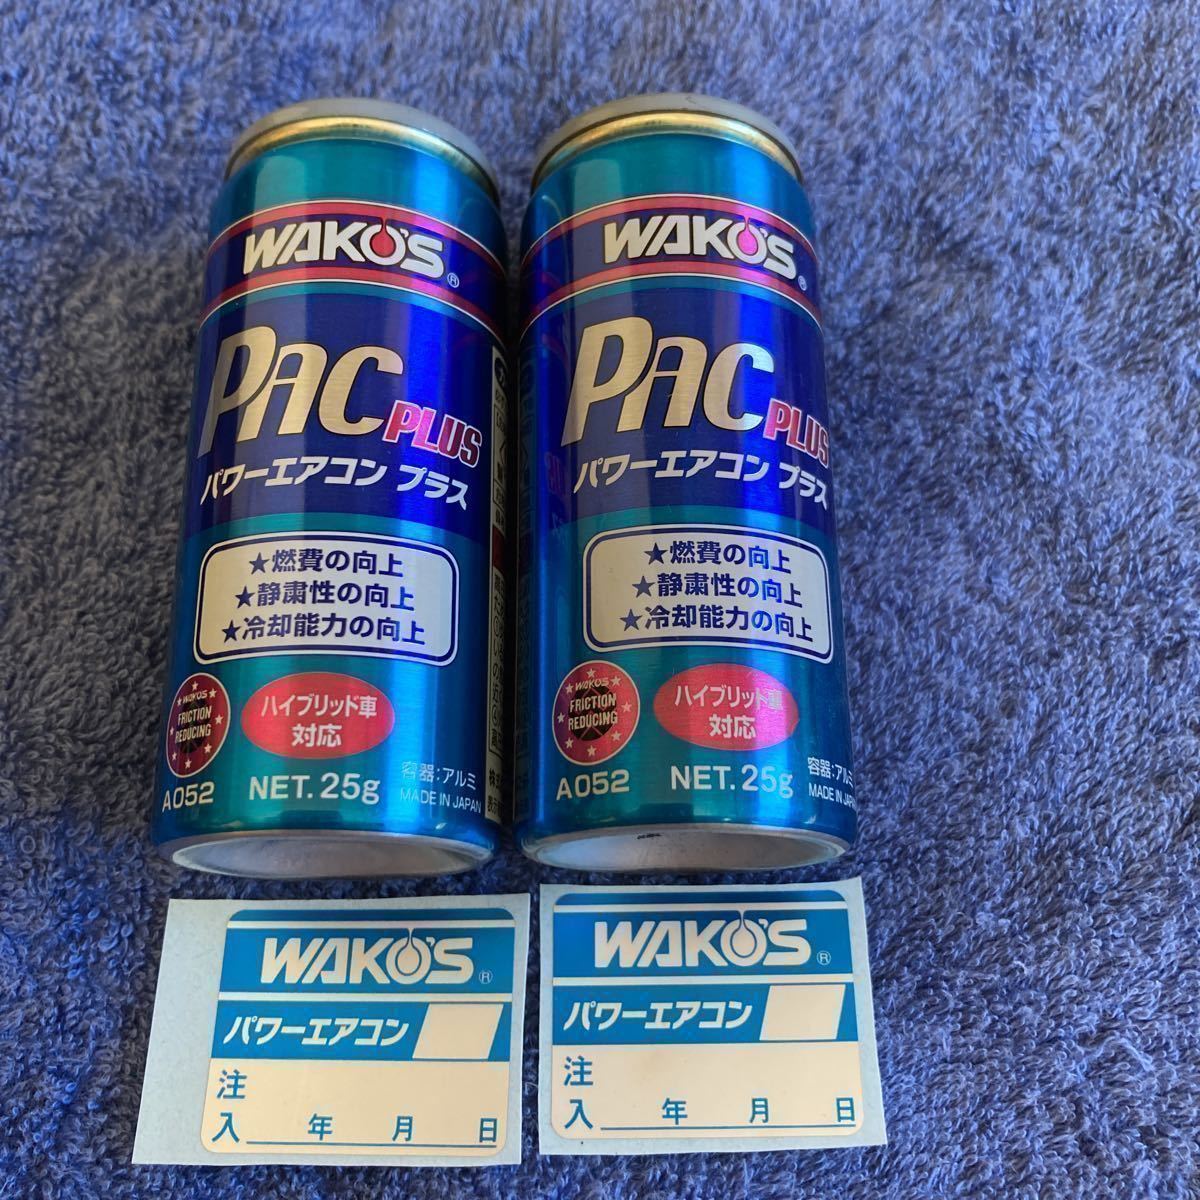 WAKO'S®
PAC PLUS
パワーエアコン プラス
★燃費の向上
★静粛性の向上
★冷却能力の向上
WAKO'S
FRICTION
REDUCING
ハイブリッド車
対応
A052
NET. 25g
容器:アルミ
MADE IN JAPAN
WAKO'S®
PAC PLUS
パワーエアコン プラス
★燃費の向上
★静粛性の向上
★冷却能力の向上
WAKO'S
FRICTION
REDUCING
ハイブリッド車
対応
A052
NET. 25g
容器:アルミ
MADE IN JAPAN
WAKO'S®
パワーエアコン
注
入 年 月 日
WAKO'S®
パワーエアコン
注
入 年 月 日